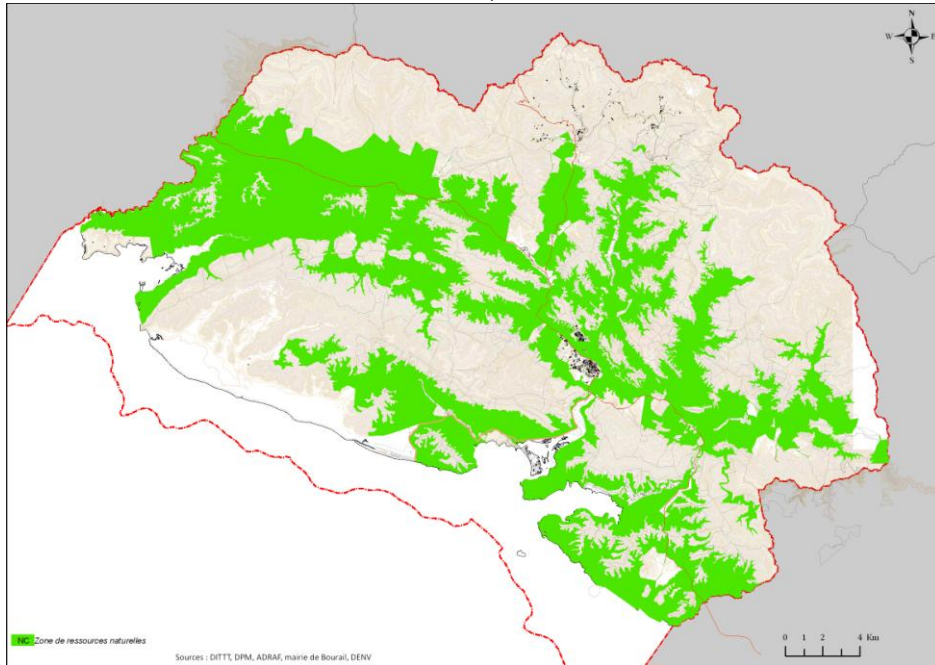 N
W E
S
NC Zone de ressources naturelles
0 1 2 4 Km
Sources : DITTT, DPM, ADRAF, mairie de Bourail, DENV